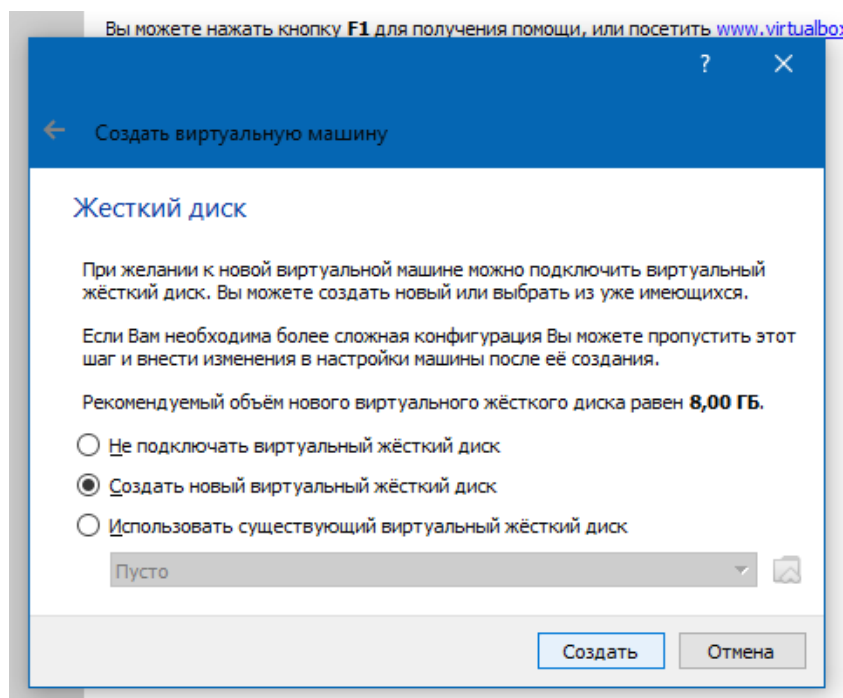 Вы можете нажать кнопку F1 для получения помощи, или посетить www.virtualbox
?
Создать виртуальную машину
Жесткий диск
При желании к новой виртуальной машине можно подключить виртуальный
жёсткий диск. Вы можете создать новый или выбрать из уже имеющихся.
Если Вам необходима более сложная конфигурация Вы можете пропустить этот
шаг и внести изменения в настройки машины после её создания.
Рекомендуемый объём нового виртуального жёсткого диска равен 8,00 ГБ.
Не подключать виртуальный жёсткий диск
Создать новый виртуальный жёсткий диск
Использовать существующий виртуальный жёсткий диск
Пусто
Создать Отмена